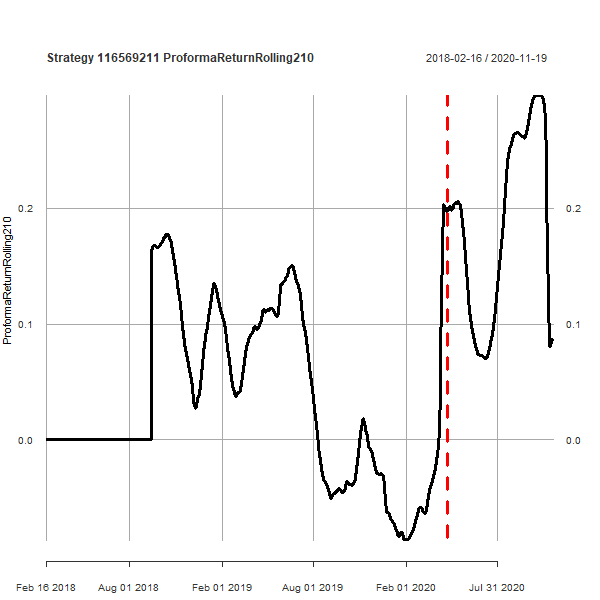 Strategy 116569211 ProformaReturnRolling210
2018-02-16 / 2020-11-19
ProformaReturnRolling210
0.2
0.1
0.0
0.2
0.1
0.0
Feb 16 2018
Aug 01 2018
Feb 01 2019
Aug 01 2019
Feb 01 2020
Jul 31 2020